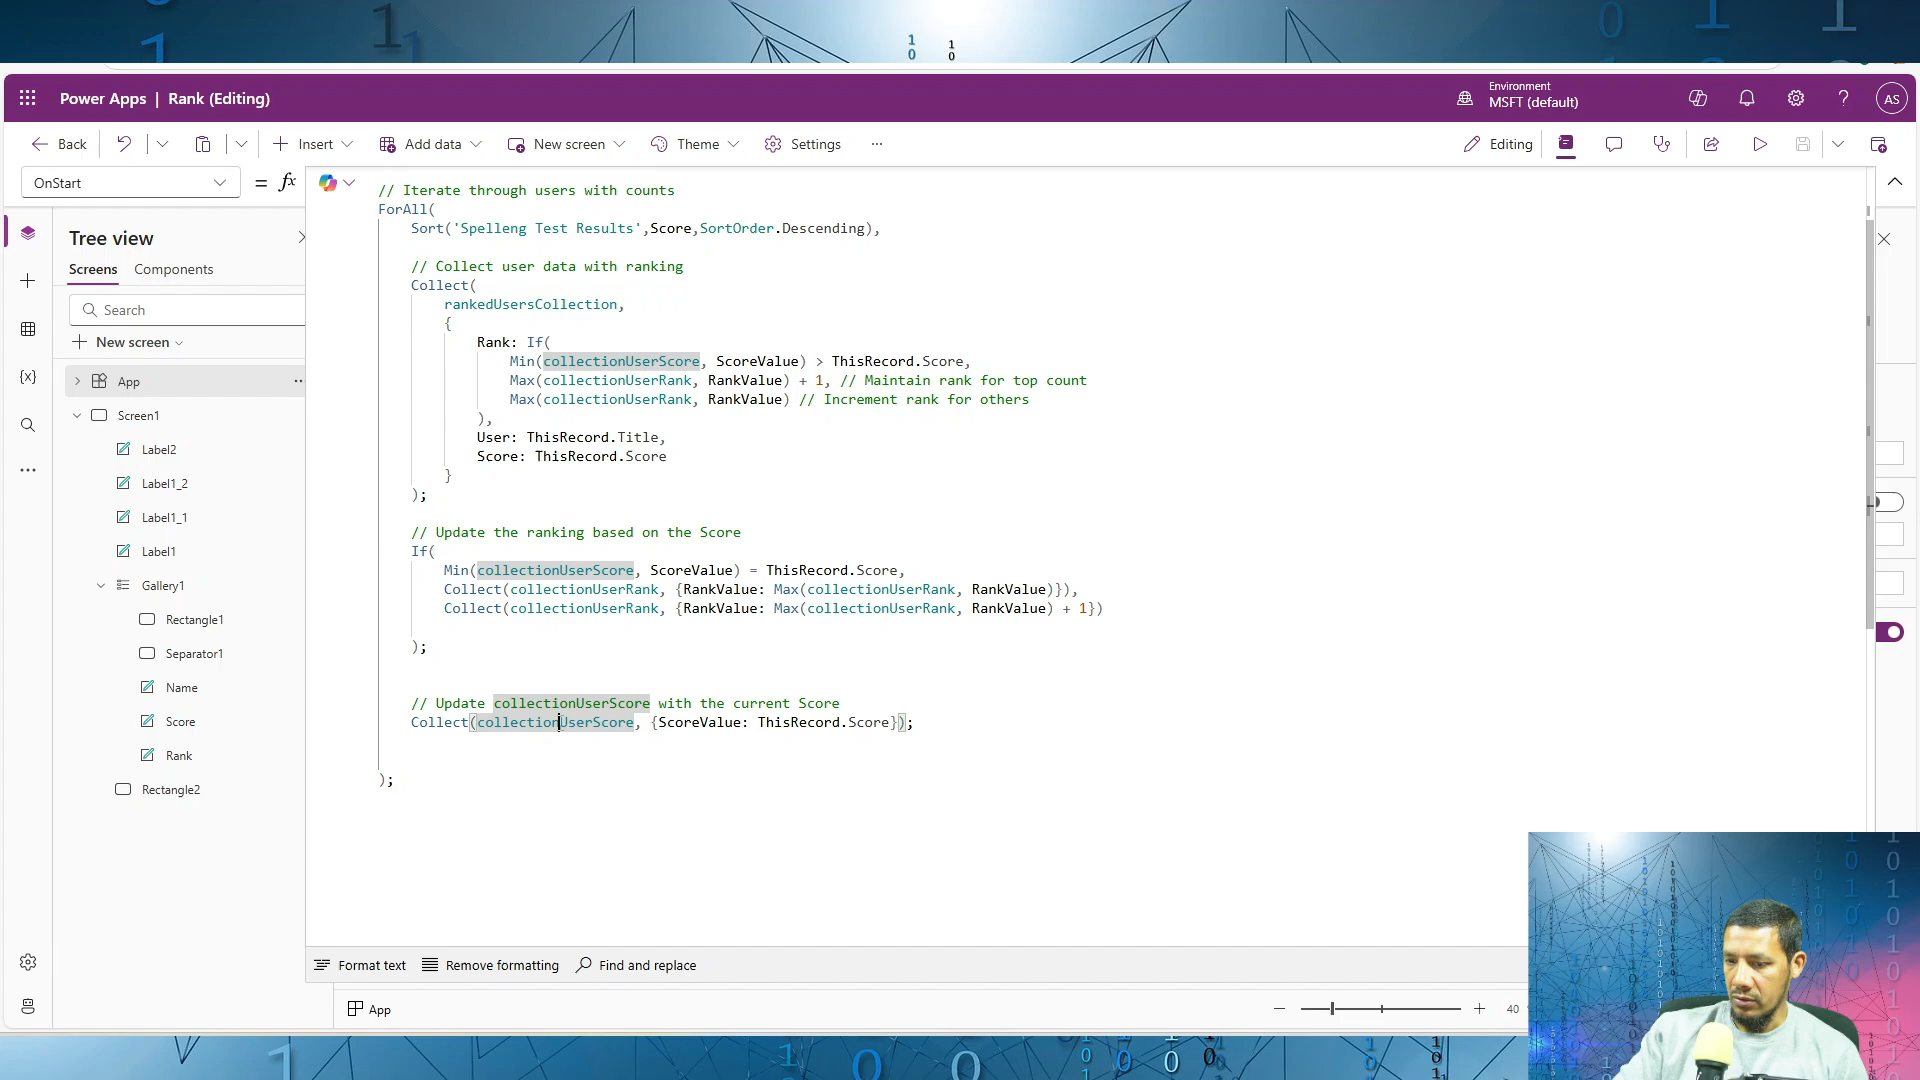 Power Apps | Rank (Editing)
Environment
MSFT (default)
AS
Back
Insert
Add data
New screen
Theme
Settings
Editing
OnStart
= fx
Tree view
Screens
Components
Search
New screen
App
Screen1
Label2
Label1_2
Label1_1
Label1
Gallery1
Rectangle1
Separator1
Name
Score
Rank
Rectangle2
// Iterate through users with counts
ForAll(
Sort('Spelleng Test Results',Score,SortOrder.Descending),
// Collect user data with ranking
Collect(
rankedUsersCollection,
{
Rank: If(
Min(collectionUserScore, ScoreValue) > ThisRecord.Score,
Max(collectionUserRank, RankValue) + 1, // Maintain rank for top count
Max(collectionUserRank, RankValue) // Increment rank for others
),
User: ThisRecord.Title,
Score: ThisRecord.Score
}
);
// Update the ranking based on the Score
If(
Min(collectionUserScore, ScoreValue) = ThisRecord.Score,
Collect(collectionUserRank, {RankValue: Max(collectionUserRank, RankValue)}),
Collect(collectionUserRank, {RankValue: Max(collectionUserRank, RankValue) + 1})
);
// Update collectionUserScore with the current Score
Collect(collectionUserScore, {ScoreValue: ThisRecord.Score});
);
Format text
Remove formatting
Find and replace
App
40